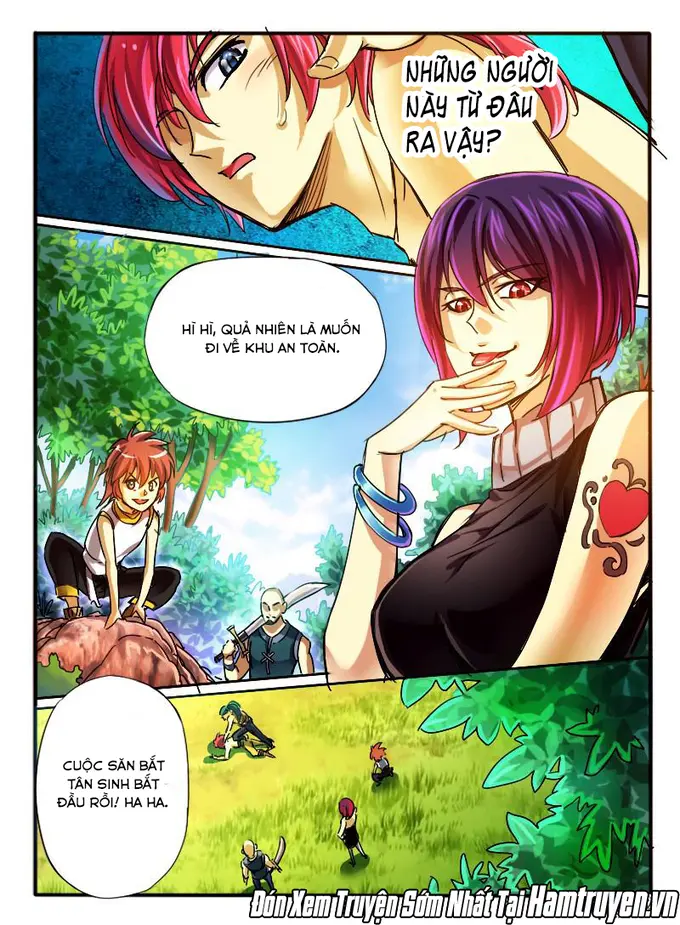 NHỮNG NGƯỜI
NÀY TỪ ĐÂU
RA VẬY?
HÌ HÌ, QUẢ NHIÊN LÀ MUỐN
ĐI VỀ KHU AN TOÀN.
CUỘC SĂN BẮT
TÂN SINH BẮT
ĐẦU RỒI! HA HA.
Đón Xem Truyện Sớm Nhất Tại Hamtruyen.vn